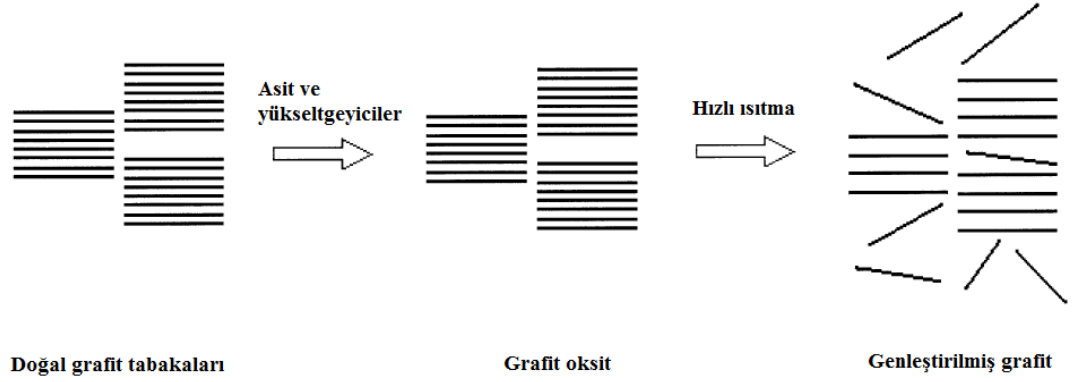 Asit ve
yükseltgeyiciler
Hızlı ısıtma
Doğal grafit tabakaları
Grafit oksit
Genleştirilmiş grafit